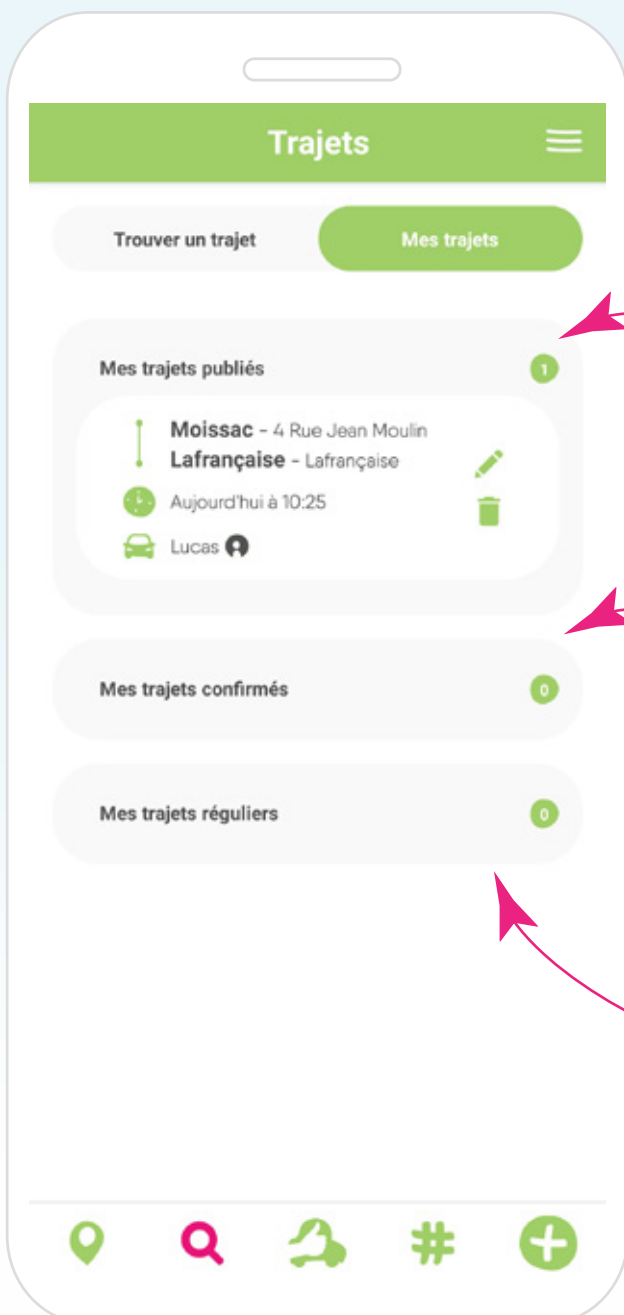 Trajets
Trouver un trajet
Mes trajets
Mes trajets publiés
1
Moissac - 4 Rue Jean Moulin
Lafrançaise - Lafrançaise
Aujourd'hui à 10:25
Lucas
Mes trajets confirmés
0
Mes trajets réguliers
0